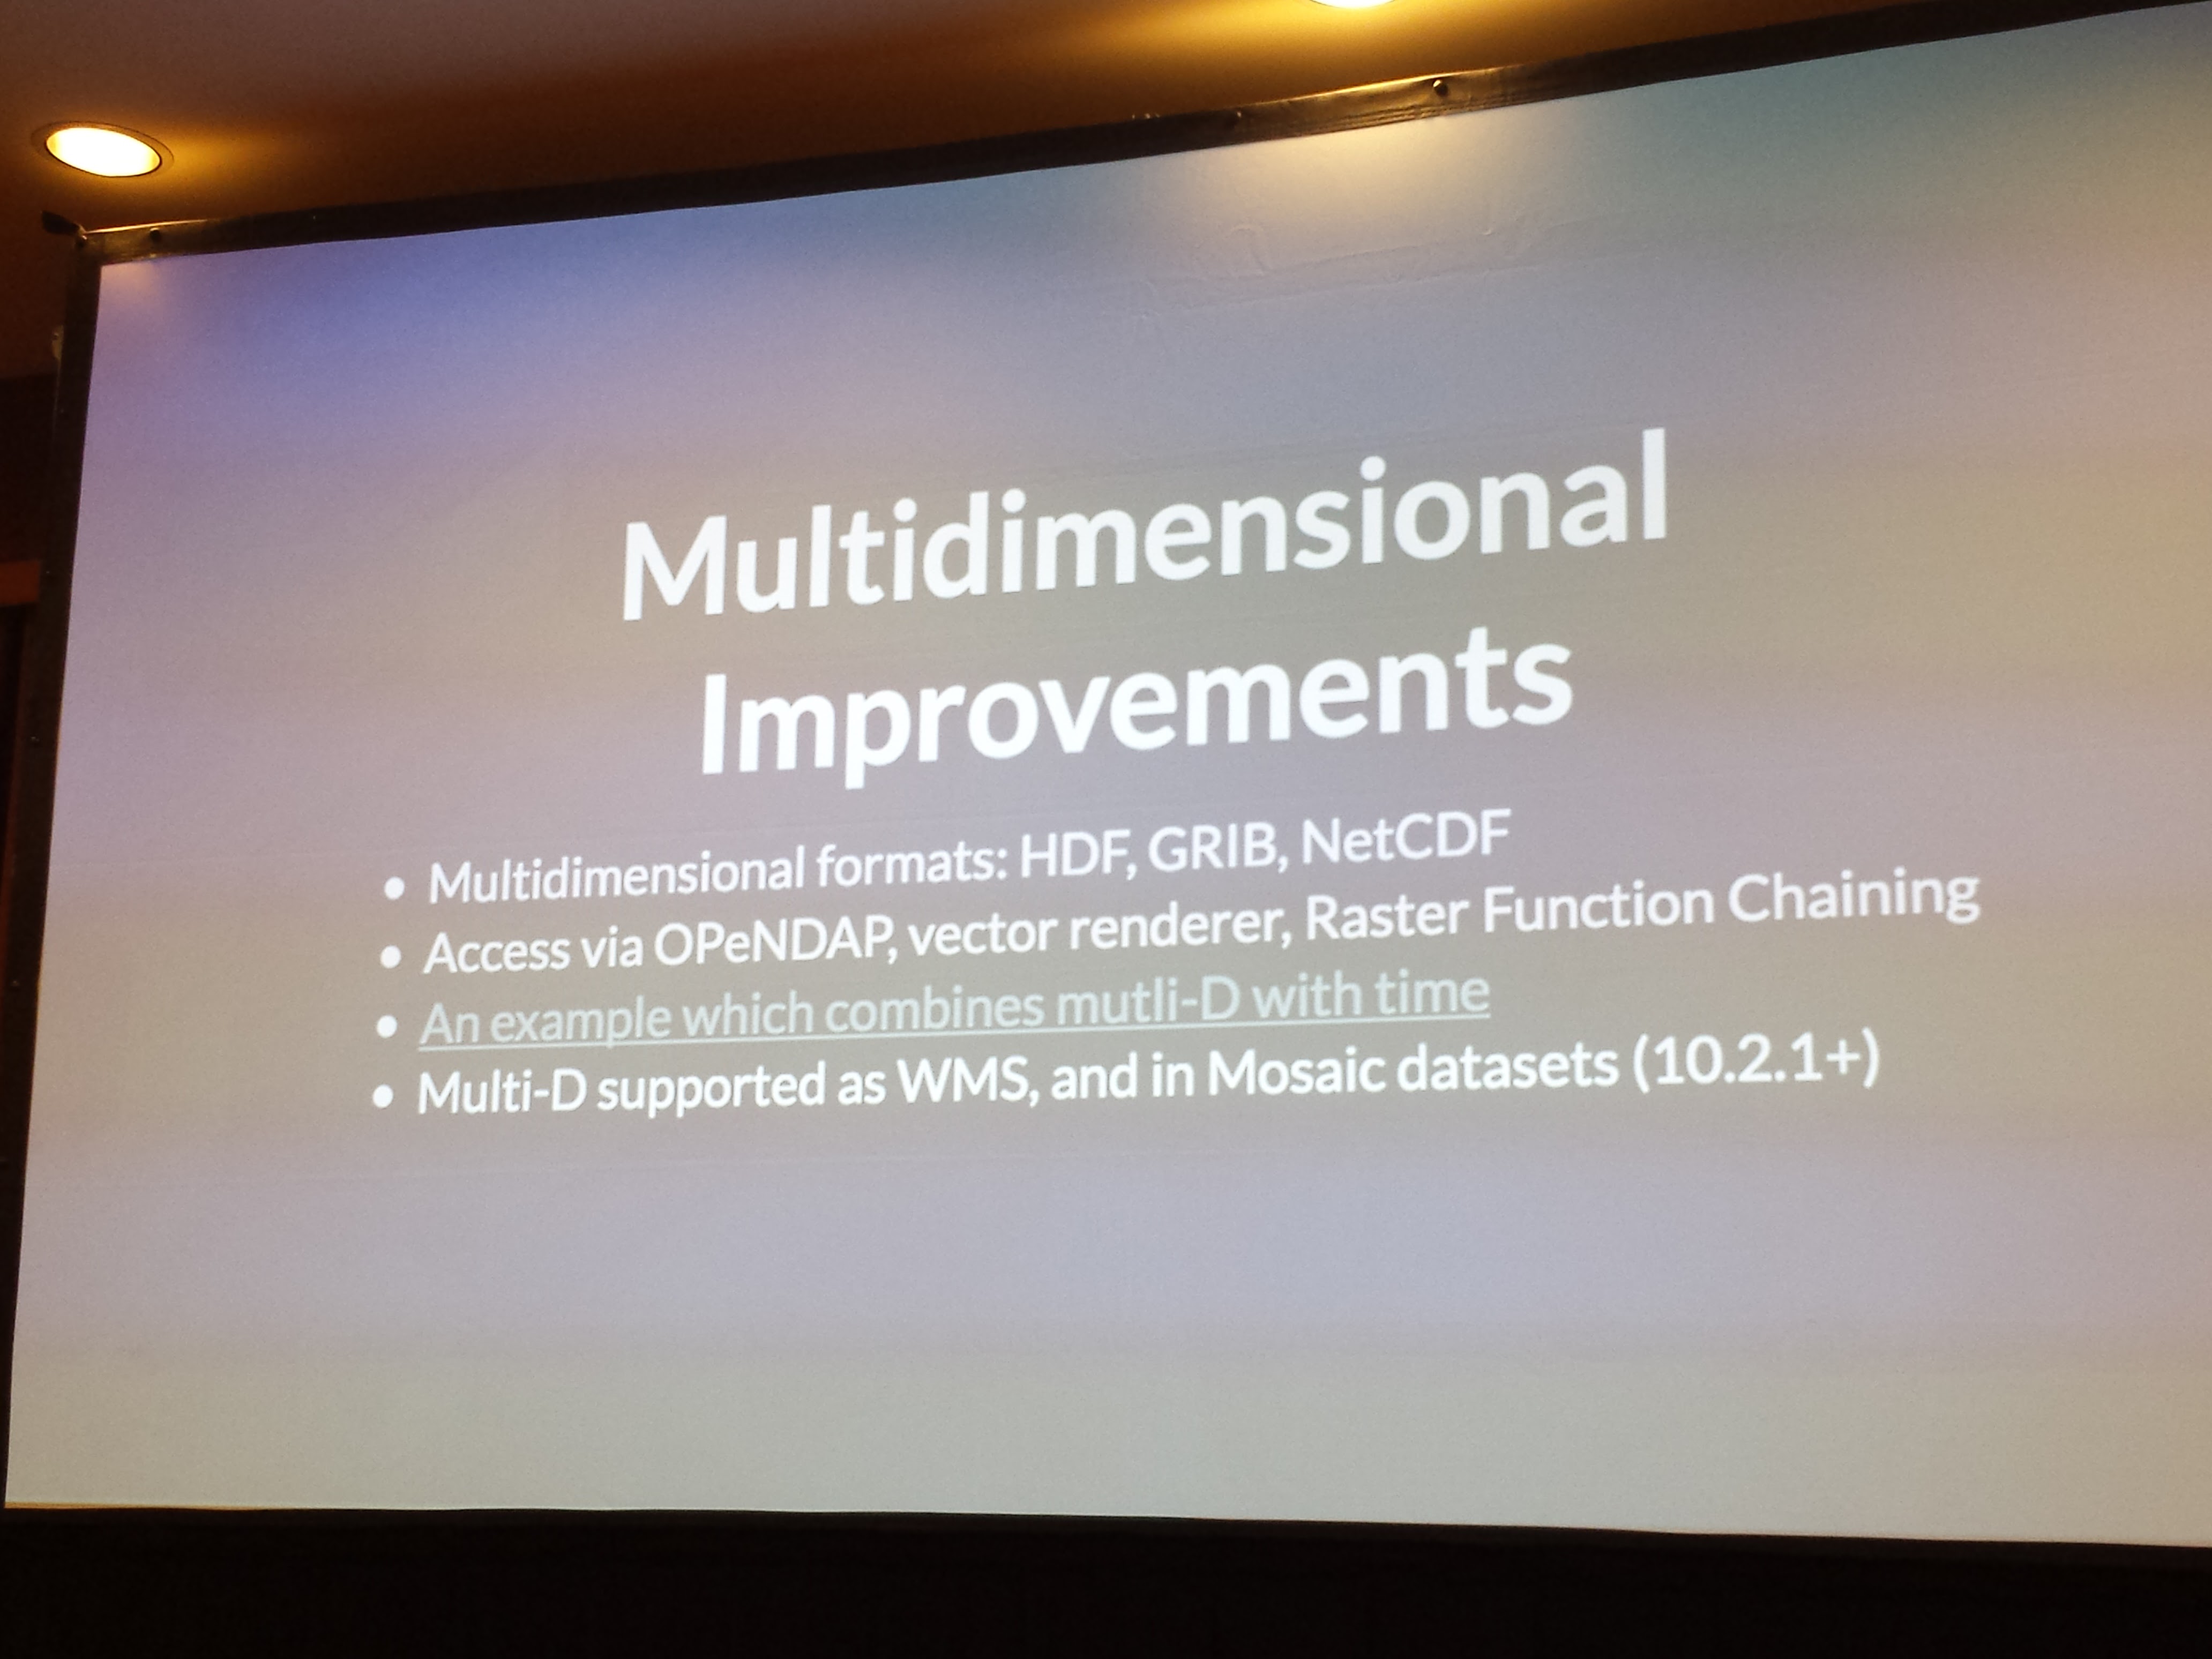 Multidimensional
Improvements
• Multidimensional formats: HDF, GRIB, NetCDF
• Access via OPeNDAP, vector renderer, Raster Function Chaining
• An example which combines mutli-D with time
• Multi-D supported as WMS, and in Mosaic datasets (10.2.1+)